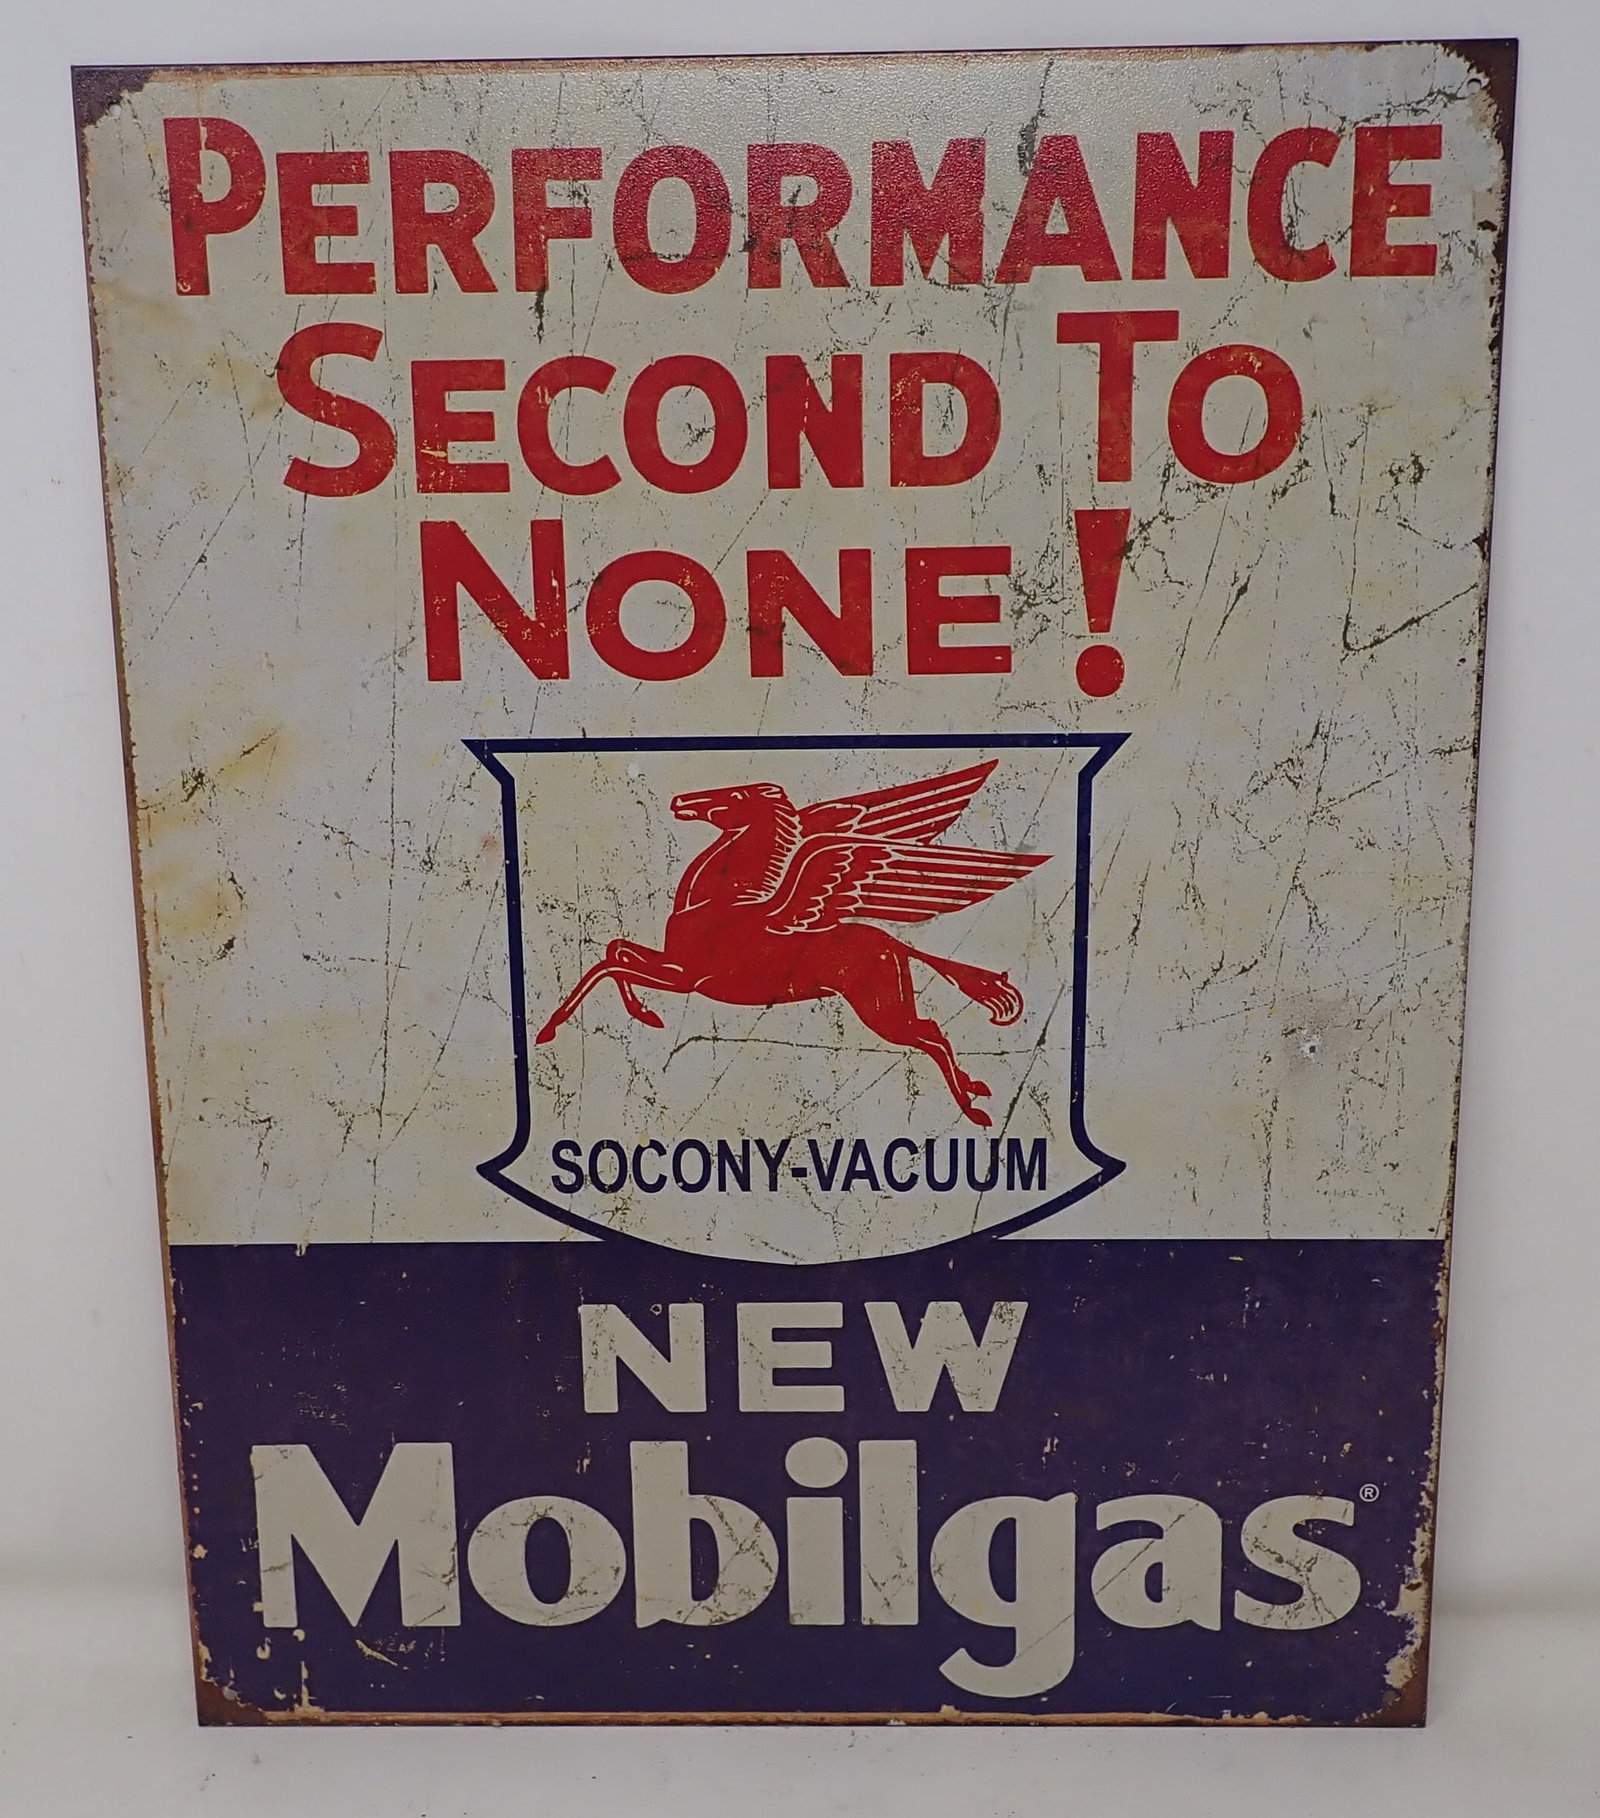 PERFORMANCE
SECOND TO
NONE!
SOCONY-VACUUM
NEW
Mobilgas®